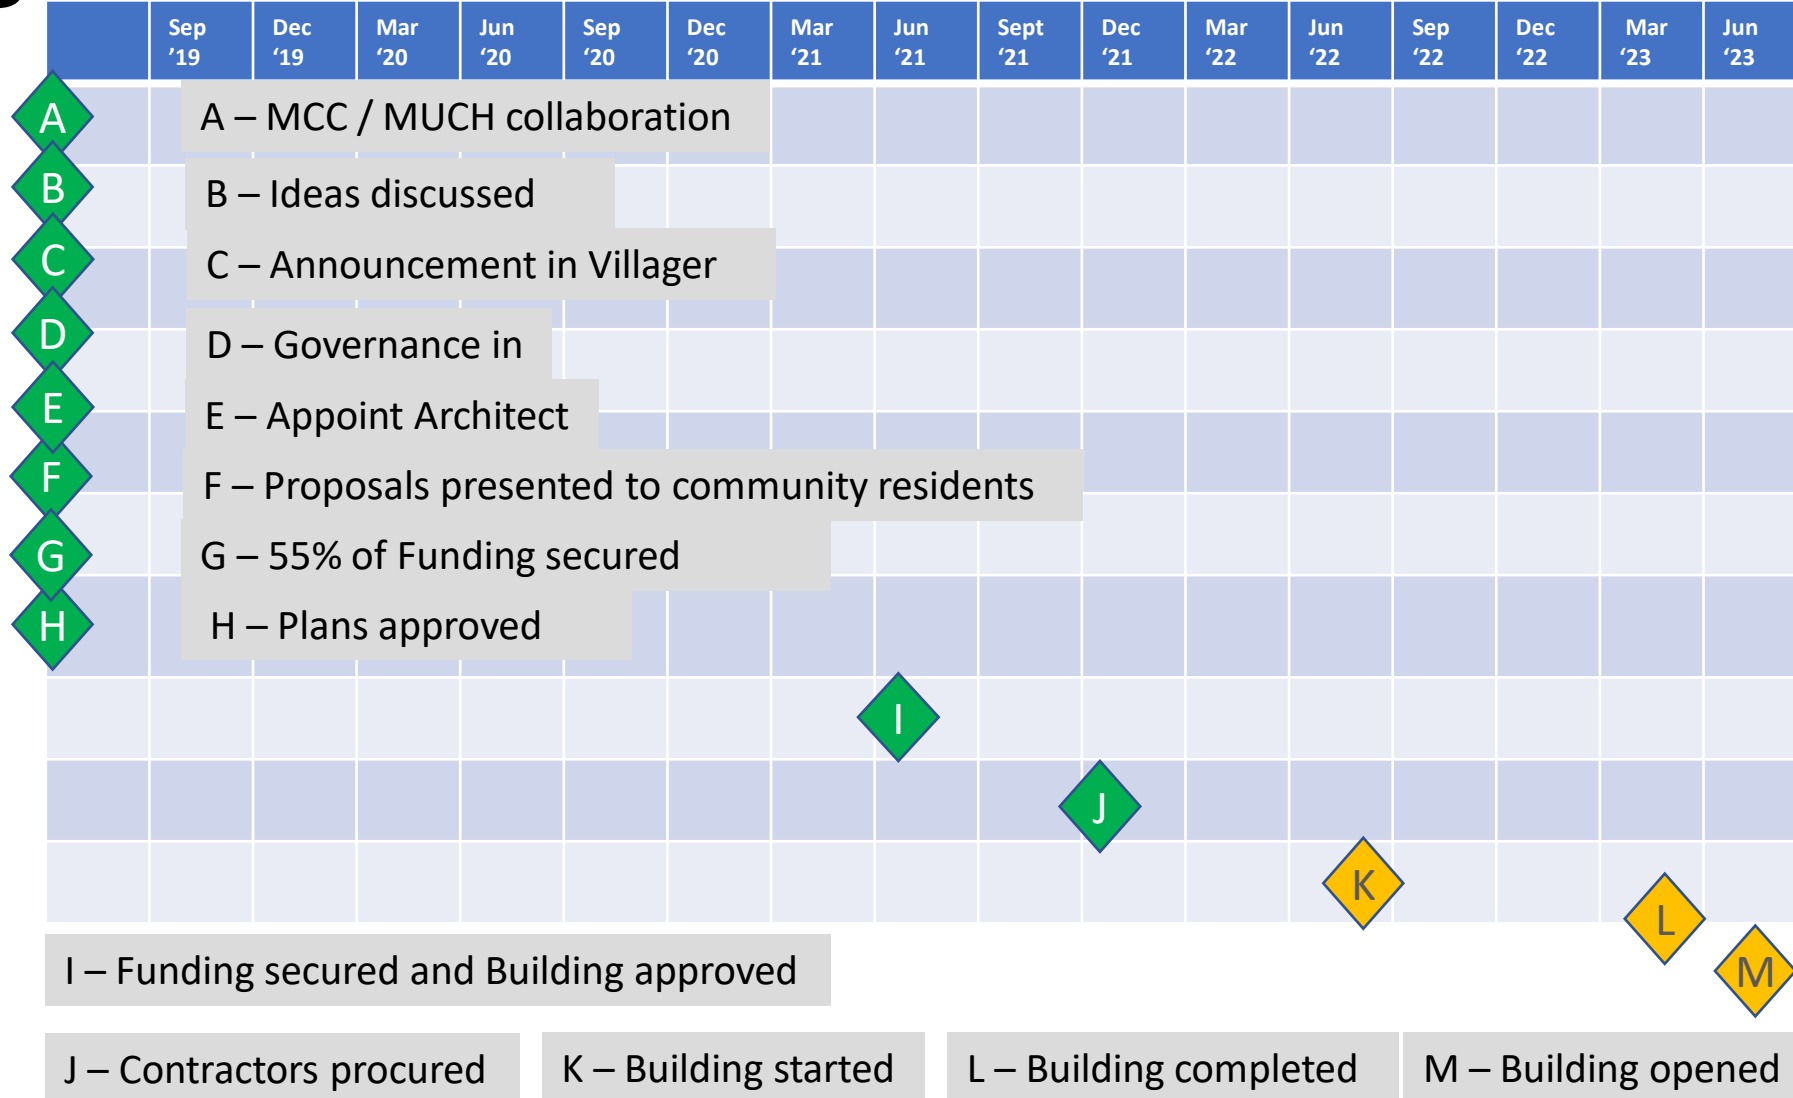 Sep '19
Dec '19
Mar ‘20
Jun ‘20
Sep ‘20
Dec ‘20
Mar ‘21
Jun ‘21
Sept ‘21
Dec ‘21
Mar ‘22
Jun ‘22
Sep ‘22
Dec ‘22
Mar ‘23
Jun ‘23
A
A – MCC / MUCH collaboration
B
B – Ideas discussed
C
C – Announcement in Villager
D
D – Governance in
E
E – Appoint Architect
F
F – Proposals presented to community residents
G
G – 55% of Funding secured
H
H – Plans approved
I
J
K
L
M
I – Funding secured and Building approved
J – Contractors procured
K – Building started
L – Building completed
M – Building opened